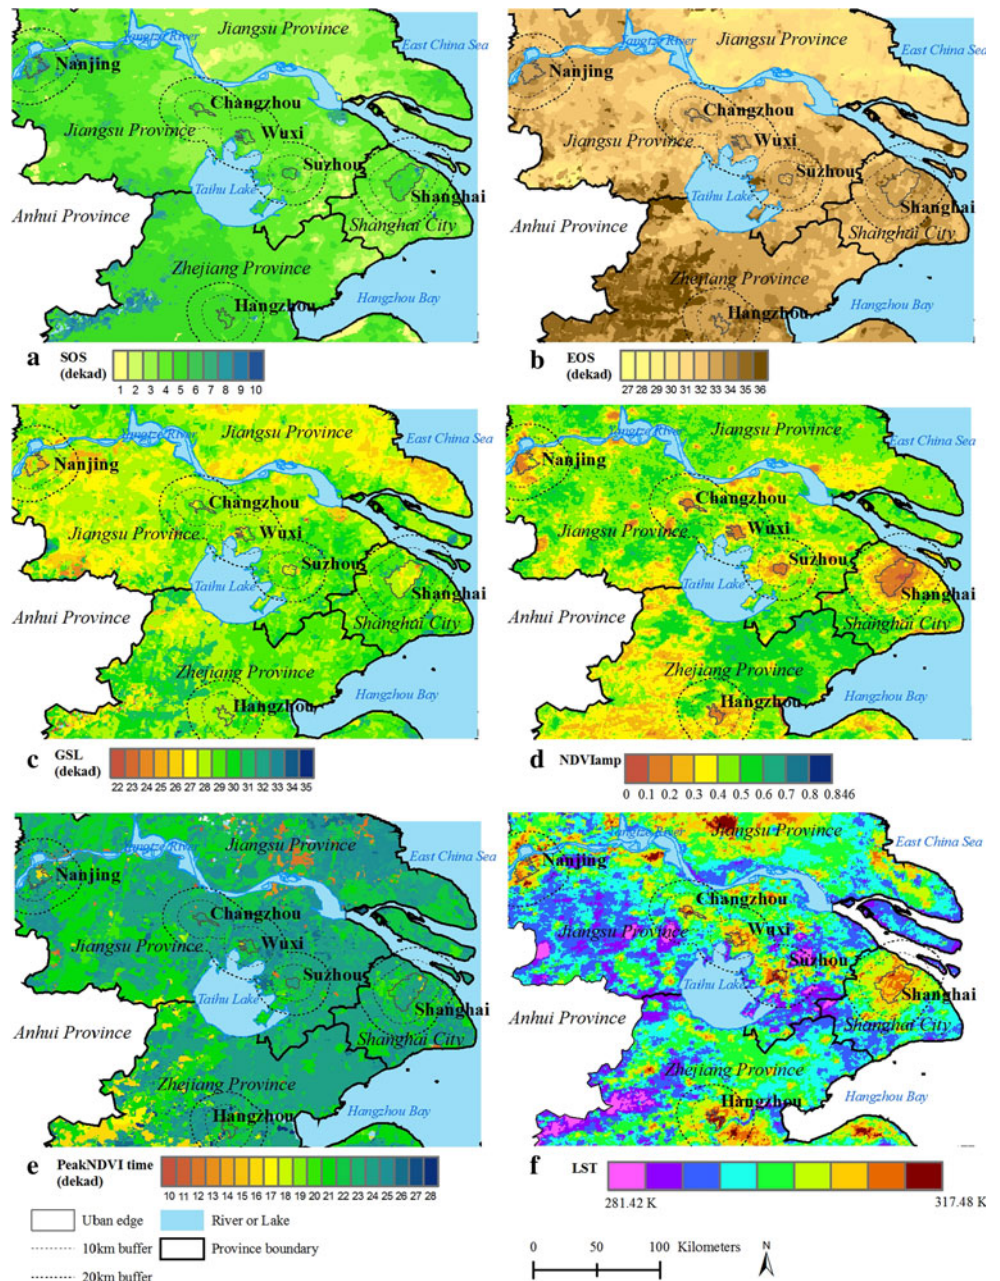 Jiangsu Province
Yangtze River
East China Sea
Nanjing
Changzhou
Jiangsu Province
Wuxi
Suzhou
Taihu Lake
Shanghai
Anhui Province
Shanghai City
Zhejiang Province
Hangzhou
Hangzhou Bay
a
SOS
(dekad)
1 2 3 4 5 6 7 8 9 10
Jiangsu Province
Yangtze River
East China Sea
Nanjing
Changzhou
Jiangsu Province
Wuxi
Suzhou
Taihu Lake
Shanghai
Anhui Province
Shanghai City
Zhejiang Province
Hangzhou
Hangzhou Bay
b
EOS
(dekad)
27 28 29 30 31 32 33 34 35 36
Jiangsu Province
Yangtze River
East China Sea
Nanjing
Changzhou
Jiangsu Province
Wuxi
Suzhou
Taihu Lake
Shanghai
Anhui Province
Shanghai City
Zhejiang Province
Hangzhou
Hangzhou Bay
c
GSL
(dekad)
22 23 24 25 26 27 28 29 30 31 32 33 34 35
Jiangsu Province
Yangtze River
East China Sea
Nanjing
Changzhou
Jiangsu Province
Wuxi
Suzhou
Taihu Lake
Shanghai
Anhui Province
Shanghai City
Zhejiang Province
Hangzhou
Hangzhou Bay
d
NDVIamp
0 0.1 0.2 0.3 0.4 0.5 0.6 0.7 0.8 0.846
Jiangsu Province
Yangtze River
East China Sea
Nanjing
Changzhou
Jiangsu Province
Wuxi
Suzhou
Taihu Lake
Shanghai
Anhui Province
Shanghai City
Zhejiang Province
Hangzhou
Hangzhou Bay
e
PeakNDVI time
(dekad)
10 11 12 13 14 15 16 17 18 19 20 21 22 23 24 25 26 27 28
Jiangsu Province
Yangtze River
East China Sea
Nanjing
Changzhou
Jiangsu Province
Wuxi
Suzhou
Taihu Lake
Shanghai
Anhui Province
Shanghai City
Zhejiang Province
Hangzhou
Hangzhou Bay
f
LST
281.42 K 317.48 K
Uban edge
River or Lake
10km buffer
Province boundary
20km buffer
0 50 100 Kilometers
N